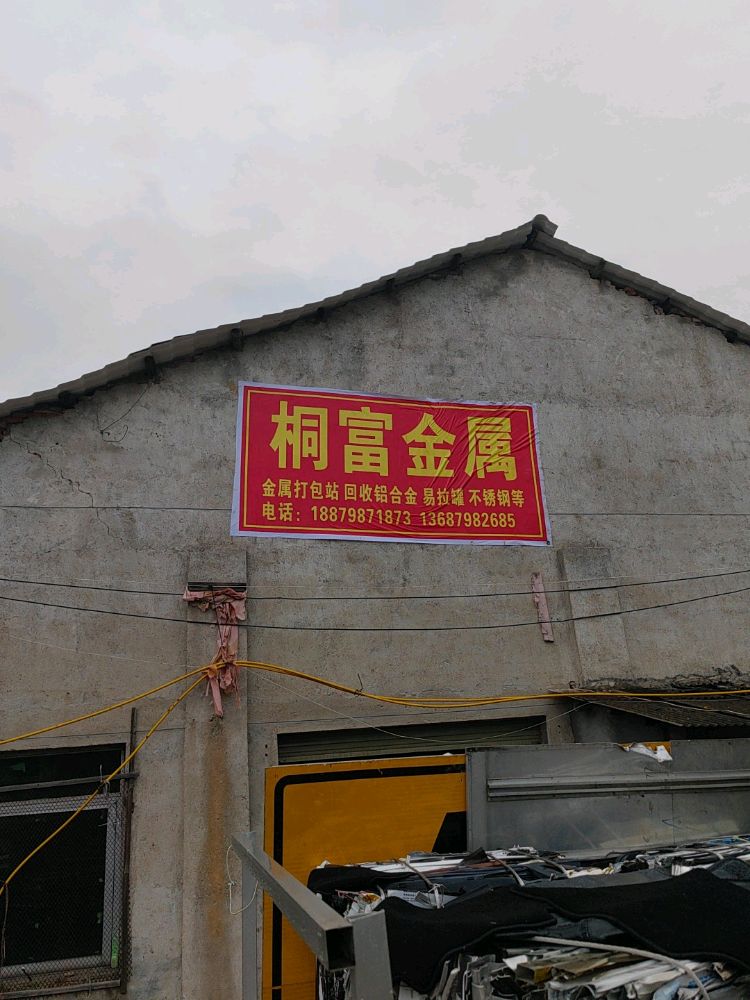 桐富金属
金属打包站 回收铝合金 易拉罐 不锈钢等
电话：18879871873 13687982685